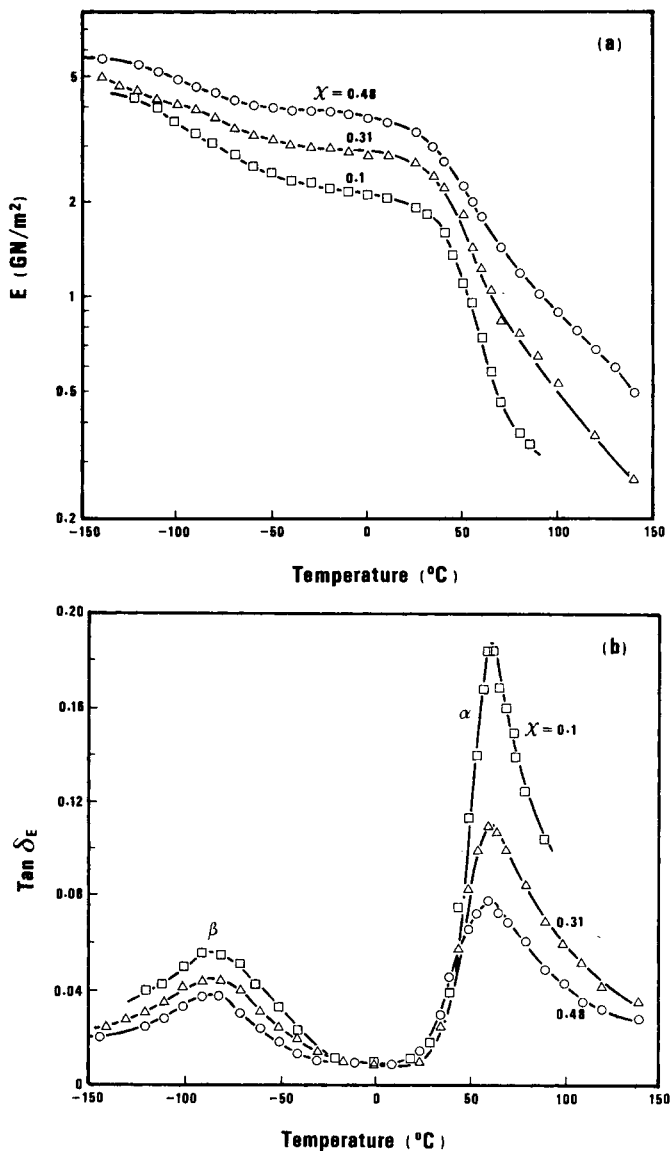 (a)
5
2
1
0.5
0.2
E (GN/m²)
χ = 0.48
0.31
0.1
-150 -100 -50 0 50 100 150
Temperature (°C)
(b)
0.20
0.16
0.12
0.08
0.04
0
Tan δE
α
β
χ = 0.1
0.31
0.48
-150 -100 -50 0 50 100 150
Temperature (°C)